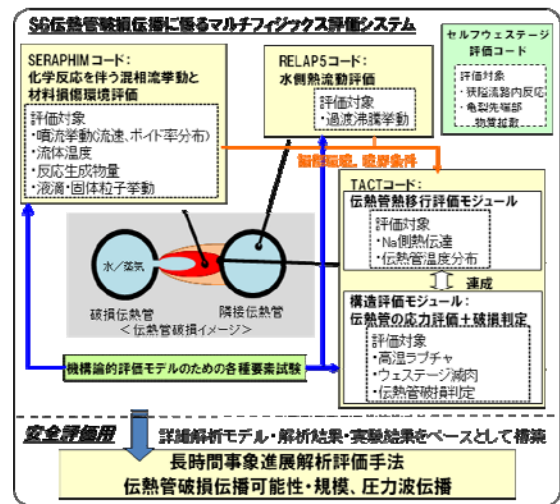 SG伝熱管破損伝播に係るマルチフィジックス評価システム
SERAPHIMコード:
化学反応を伴う混相流挙動と
材料損傷環境評価
評価対象
・噴流挙動(流速、ボイド率分布)
・流体温度
・反応生成物量
・液滴・固体粒子挙動
RELAP5コード:
水側熱流動評価
評価対象
・過渡沸騰挙動
セルフウェステージ
評価コード
評価対象
・狭隘流路内反応
・亀裂先端部
物質拡散
境界条件
TACTコード:
伝熱管熱移行評価モジュール
評価対象
・Na側熱伝達
・伝熱管温度分布
連成
構造評価モジュール:
伝熱管の応力評価+破損判定
評価対象
・高温ラプチャ
・ウェステージ減肉
・伝熱管破損判定
水/蒸気
破損伝熱管
隣接伝熱管
<伝熱管破損イメージ>
機構論的評価モデルのための各種要素試験
安全評価用
詳細解析モデル・解析結果・実験結果をベースとして構築
長時間事象進展解析評価手法
伝熱管破損伝播可能性・規模、圧力波伝播